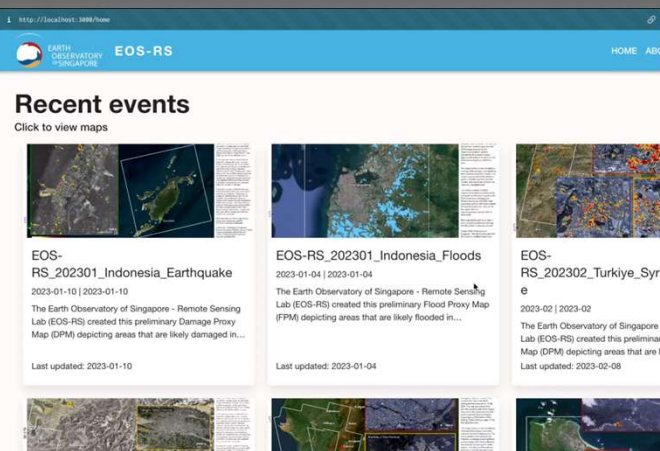 i http://localhost:3000/home
EARTH
OBSERVATORY
OF SINGAPORE
EOS-RS
HOME
Recent events
Click to view maps
EOS-
RS_202301_Indonesia_Earthquake
2023-01-10 | 2023-01-10
The Earth Observatory of Singapore - Remote Sensing
Lab (EOS-RS) created this preliminary Damage Proxy
Map (DPM) depicting areas that are likely damaged in...
Last updated: 2023-01-10
EOS-RS_202301_Indonesia_Floods
2023-01-04 | 2023-01-04
The Earth Observatory of Singapore - Remote Sensing
Lab (EOS-RS) created this preliminary Flood Proxy Map
(FPM) depicting areas that are likely flooded in...
Last updated: 2023-01-04
EOS-
RS_202302_Turkiye_Syr
e
2023-02 | 2023-02
The Earth Observatory of Singapore
Lab (EOS-RS) created this
Map (DPM) depicting areas that are
Last updated: 2023-02-08